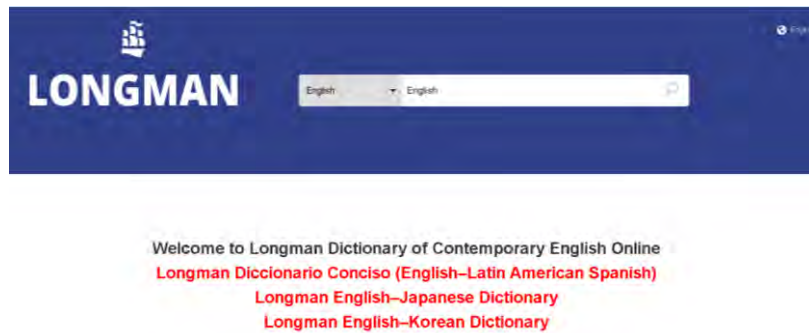 LONGMAN
English
English
Welcome to Longman Dictionary of Contemporary English Online
Longman Diccionario Conciso (English–Latin American Spanish)
Longman English–Japanese Dictionary
Longman English–Korean Dictionary